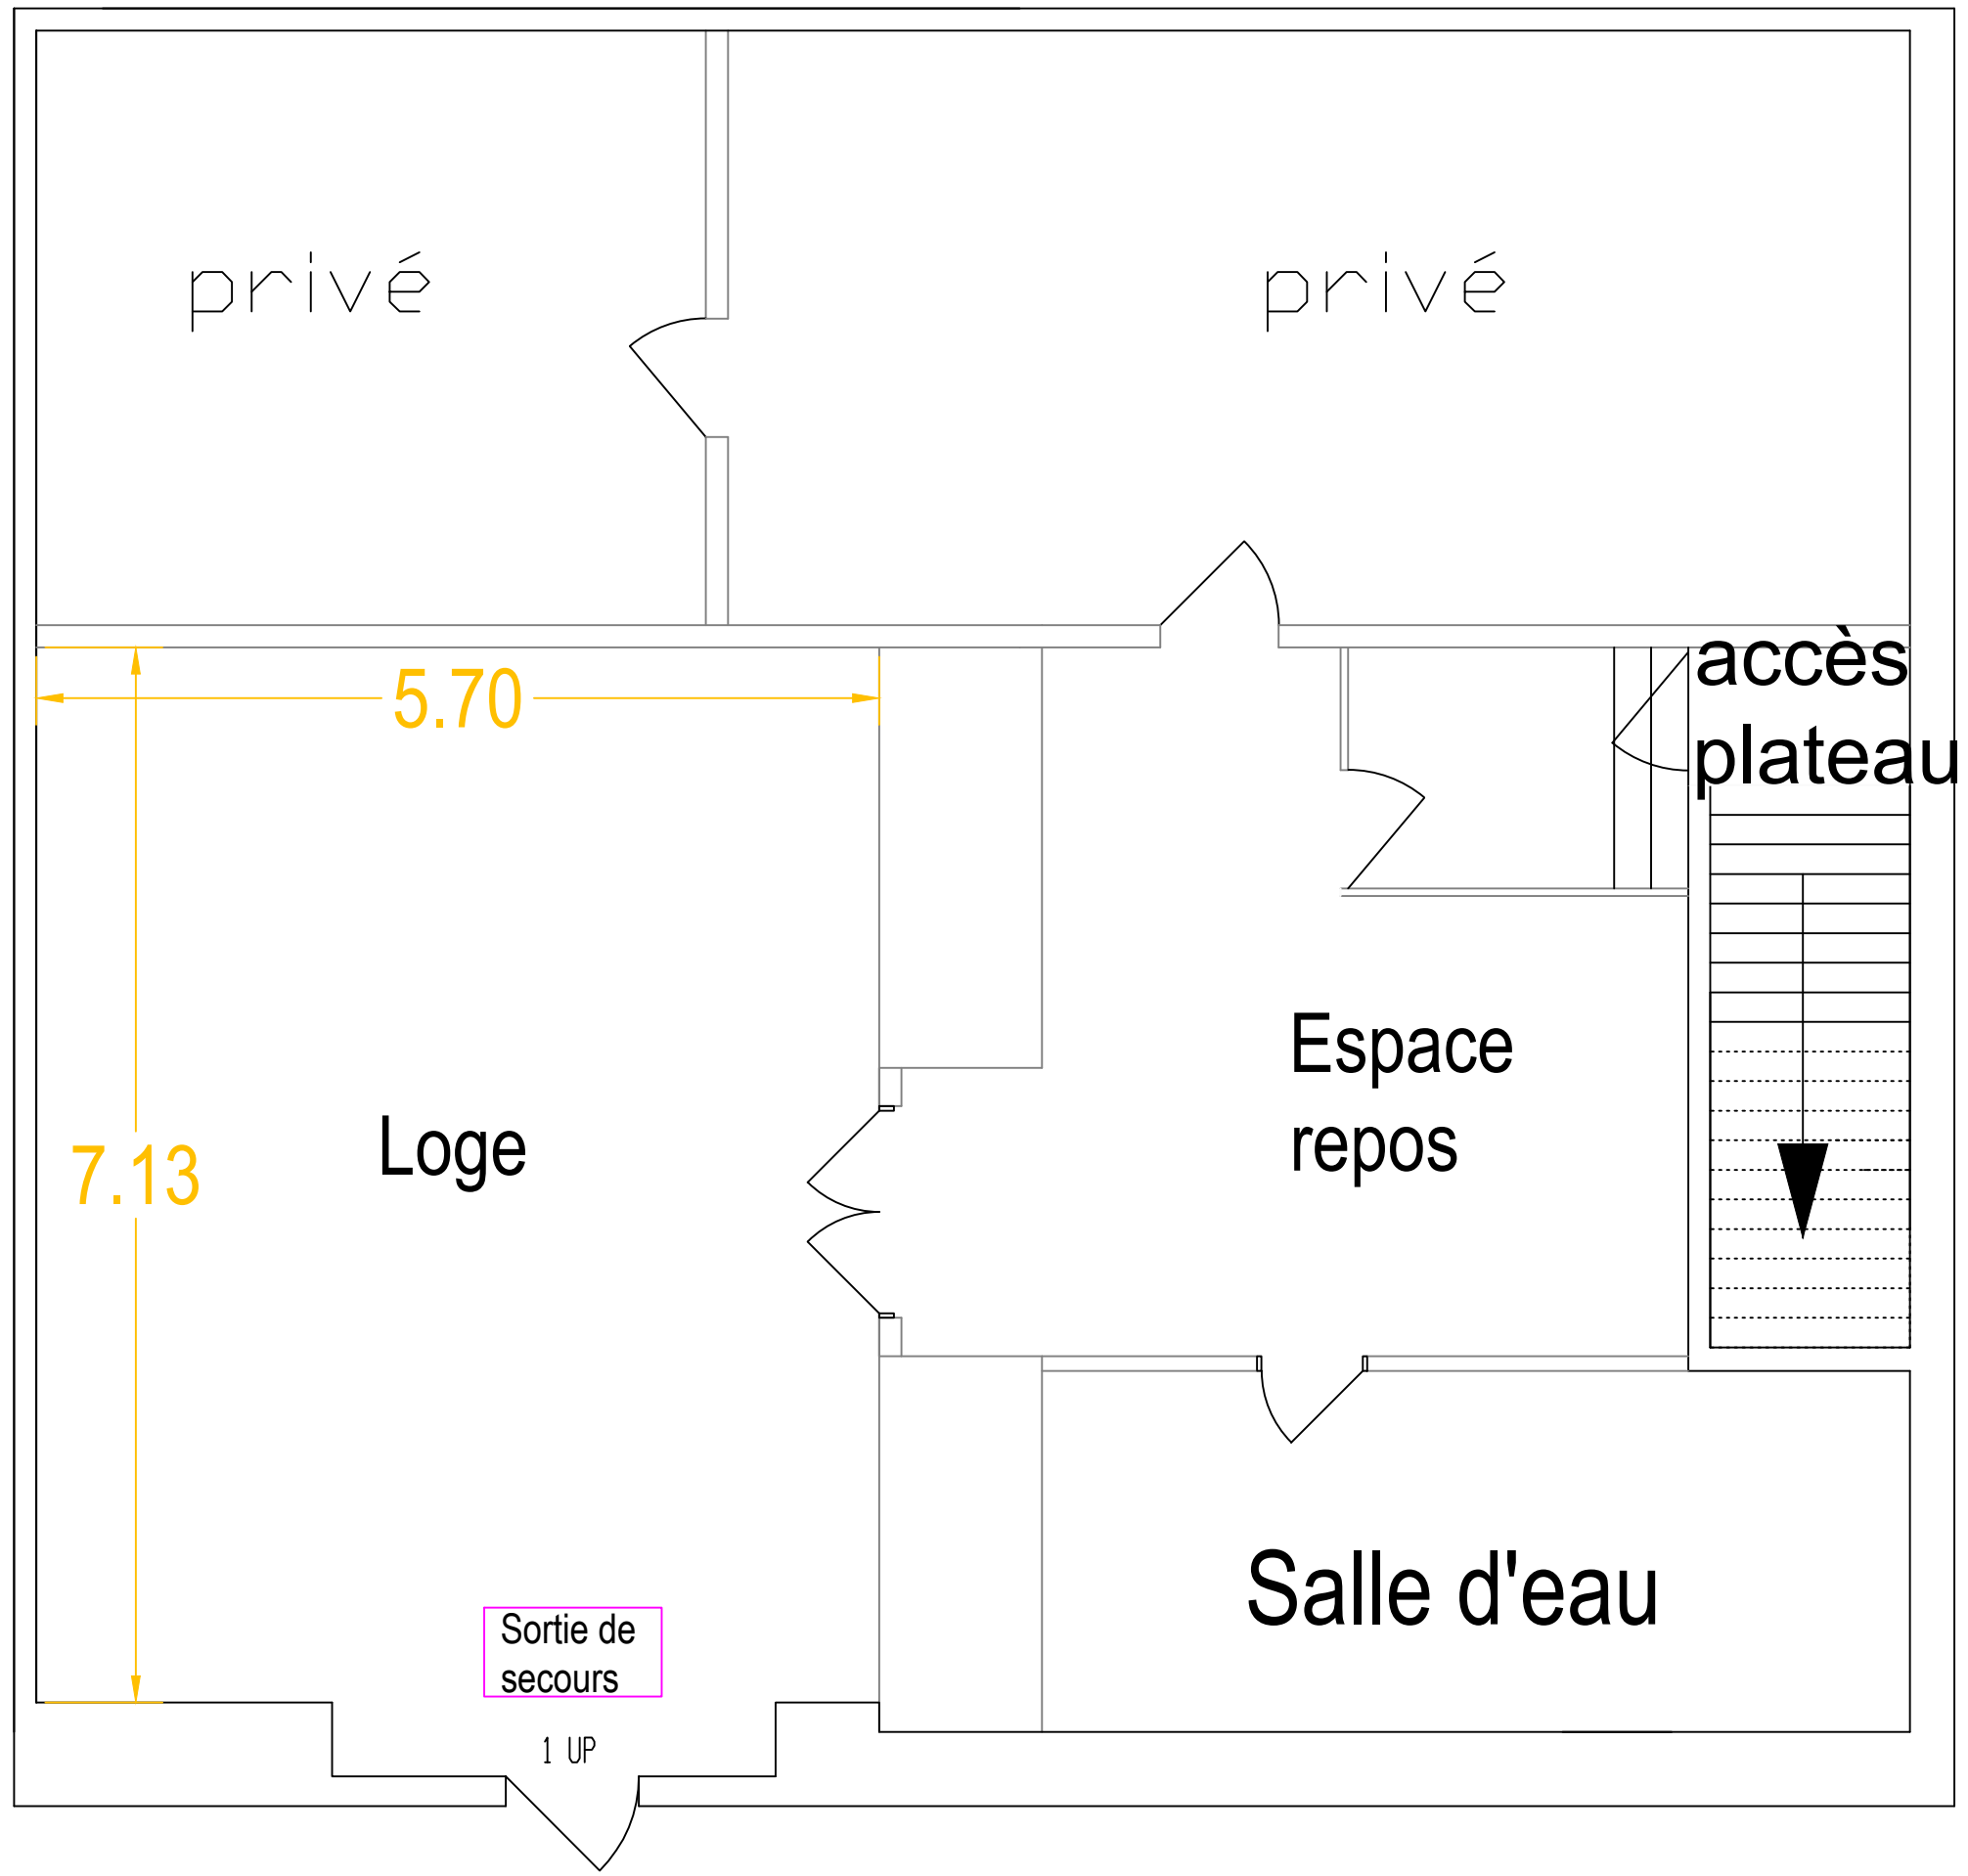 privé
privé
accès
plateau
5.70
Espace
repos
Loge
7.13
Salle d'eau
Sortie de
secours
1 UP